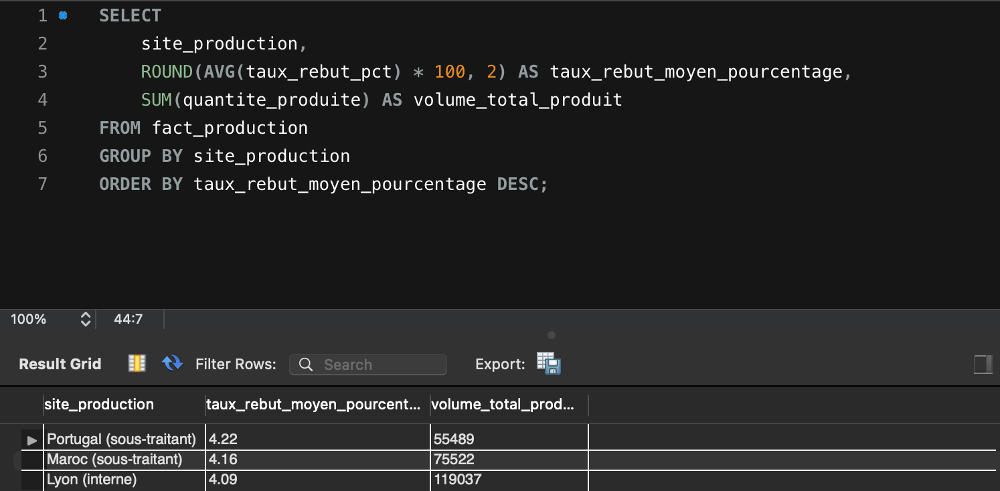 1 SELECT
2 site_production,
3 ROUND(AVG(taux_rebut_pct) * 100, 2) AS taux_rebut_moyen_pourcentage,
4 SUM(quantite_produite) AS volume_total_produit
5 FROM fact_production
6 GROUP BY site_production
7 ORDER BY taux_rebut_moyen_pourcentage DESC;
100% 44:7
Result Grid Filter Rows: Search Export:
site_production taux_rebut_moyen_pourcent... volume_total_prod...
Portugal (sous-traitant) 4.22 55489
Maroc (sous-traitant) 4.16 75522
Lyon (interne) 4.09 119037